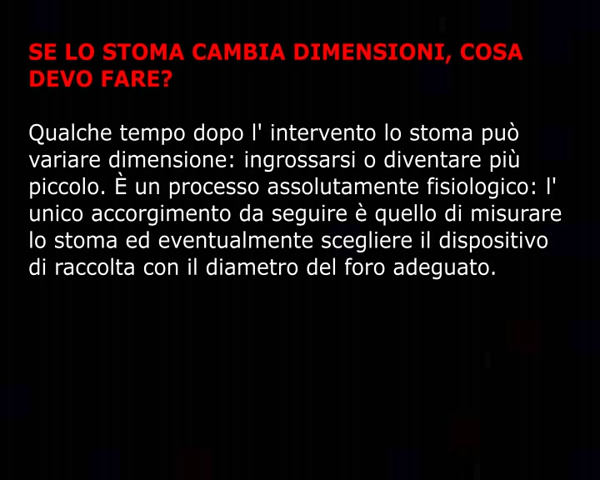 SE LO STOMA CAMBIA DIMENSIONI, COSA
DEVO FARE?
Qualche tempo dopo l' intervento lo stoma può
variare dimensione: ingrossarsi o diventare più
piccolo. È un processo assolutamente fisiologico: l'
unico accorgimento da seguire è quello di misurare
lo stoma ed eventualmente scegliere il dispositivo
di raccolta con il diametro del foro adeguato.